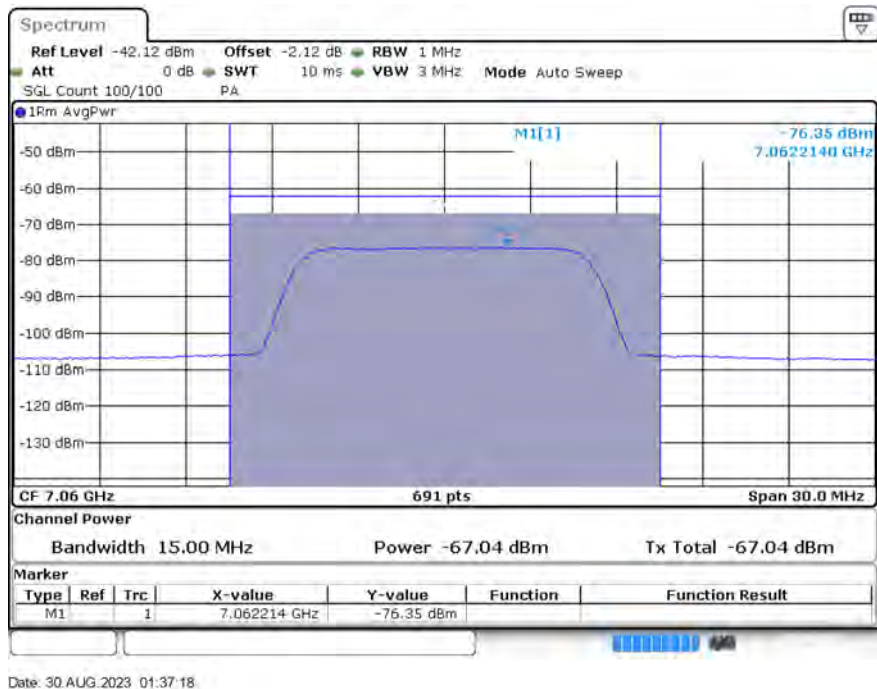 Spectrum
Ref Level -42.12 dBm Offset -2.12 dB RBW 1 MHz
Att 0 dB SWT 10 ms VBW 3 MHz Mode Auto Sweep
SGL Count 100/100 PA
1Rm AvgPwr
M1[1] -76.35 dBm
7.0622140 GHz
-50 dBm
-60 dBm
-70 dBm
-80 dBm
-90 dBm
-100 dBm
-110 dBm
-120 dBm
-130 dBm
CF 7.06 GHz 691 pts Span 30.0 MHz
Channel Power
Bandwidth 15.00 MHz Power -67.04 dBm Tx Total -67.04 dBm
Marker
Type Ref Trc X-value Y-value Function Function Result
M1 1 7.062214 GHz -76.35 dBm
Date: 30.AUG.2023 01:37:18